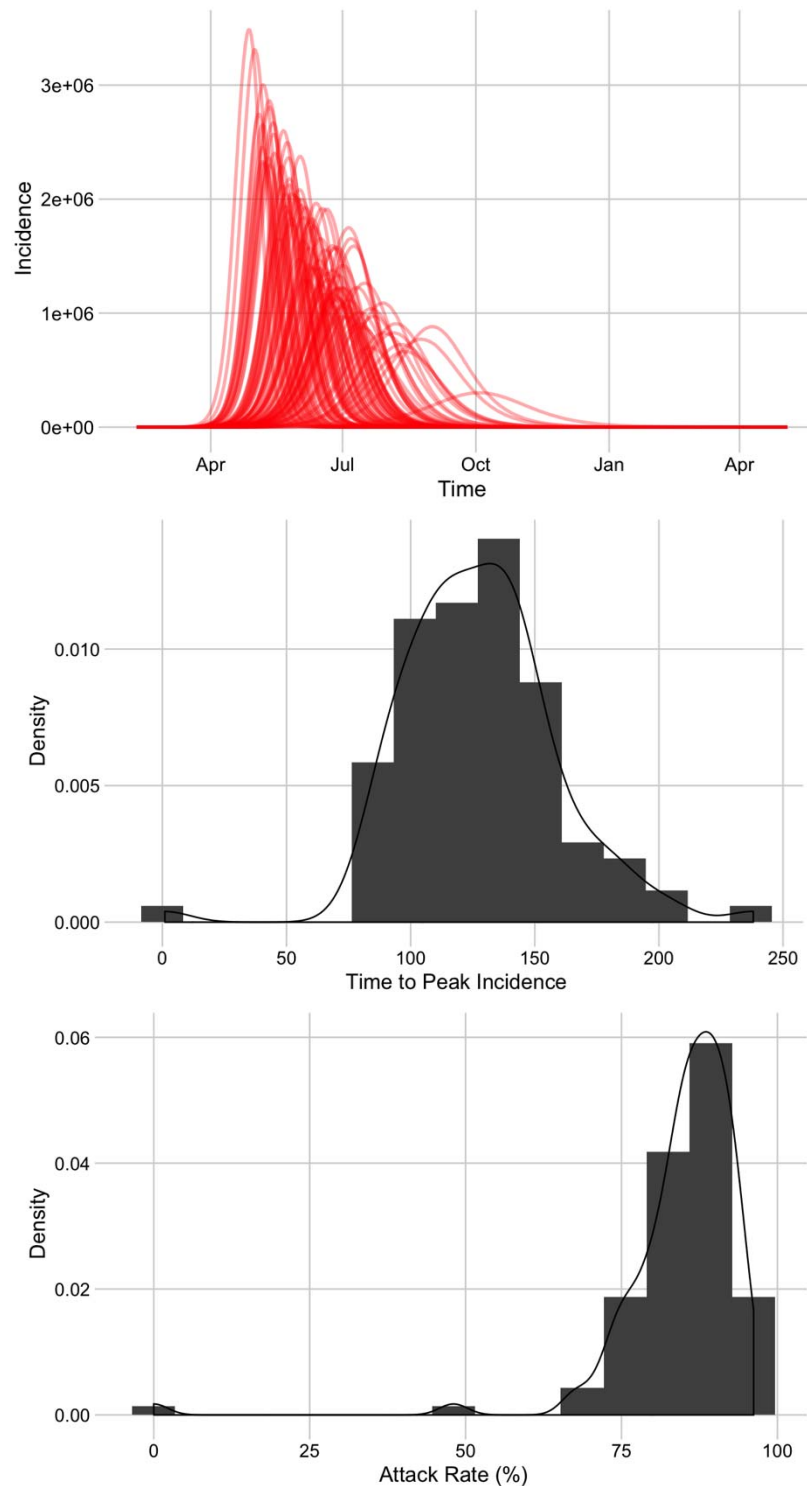 3e+06
2e+06
1e+06
0e+00
Incidence
Apr Jul Oct Jan Apr
Time
0.010
0.005
0.000
Density
0 50 100 150 200 250
Time to Peak Incidence
0.06
0.04
0.02
0.00
Density
0 25 50 75 100
Attack Rate (%)